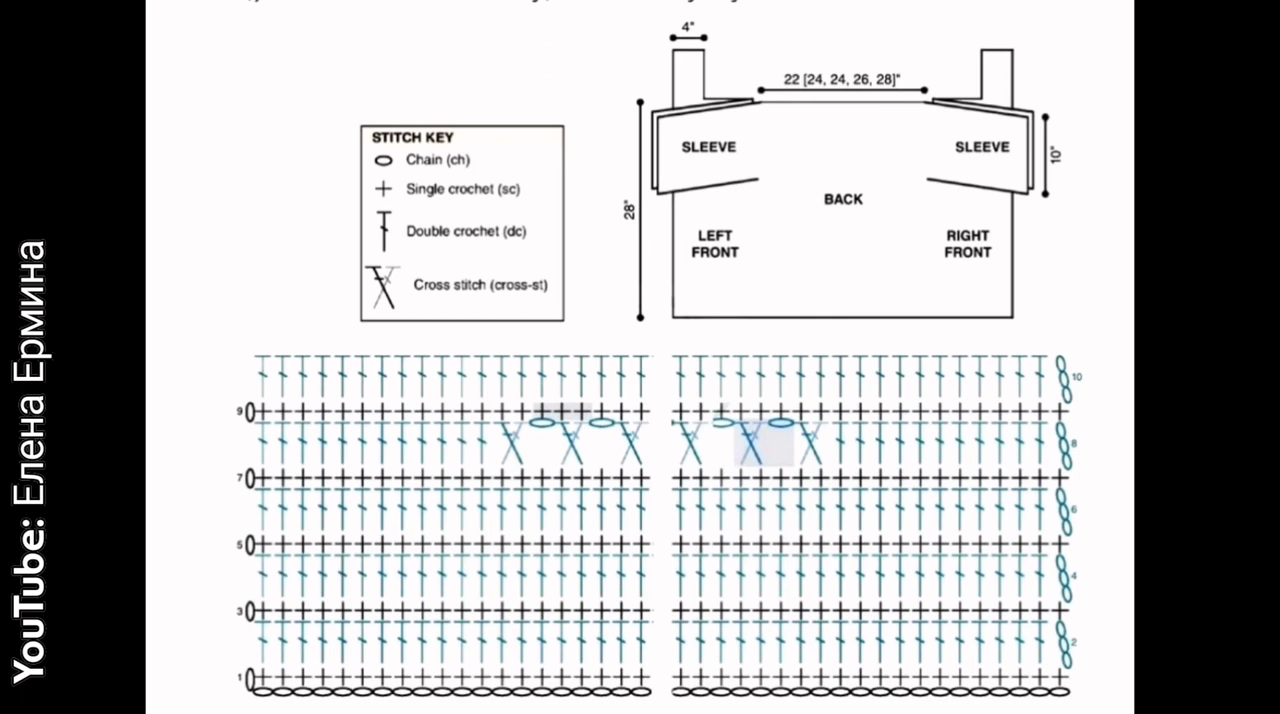 YouTube: Елена Ермина
4"
22 [24, 24, 26, 28]"
STITCH KEY
Chain (ch)
Single crochet (sc)
Double crochet (dc)
Cross stitch (cross-st)
SLEEVE
SLEEVE
10"
28"
BACK
LEFT
FRONT
RIGHT
FRONT
10
9
8
7
6
5
4
3
2
1